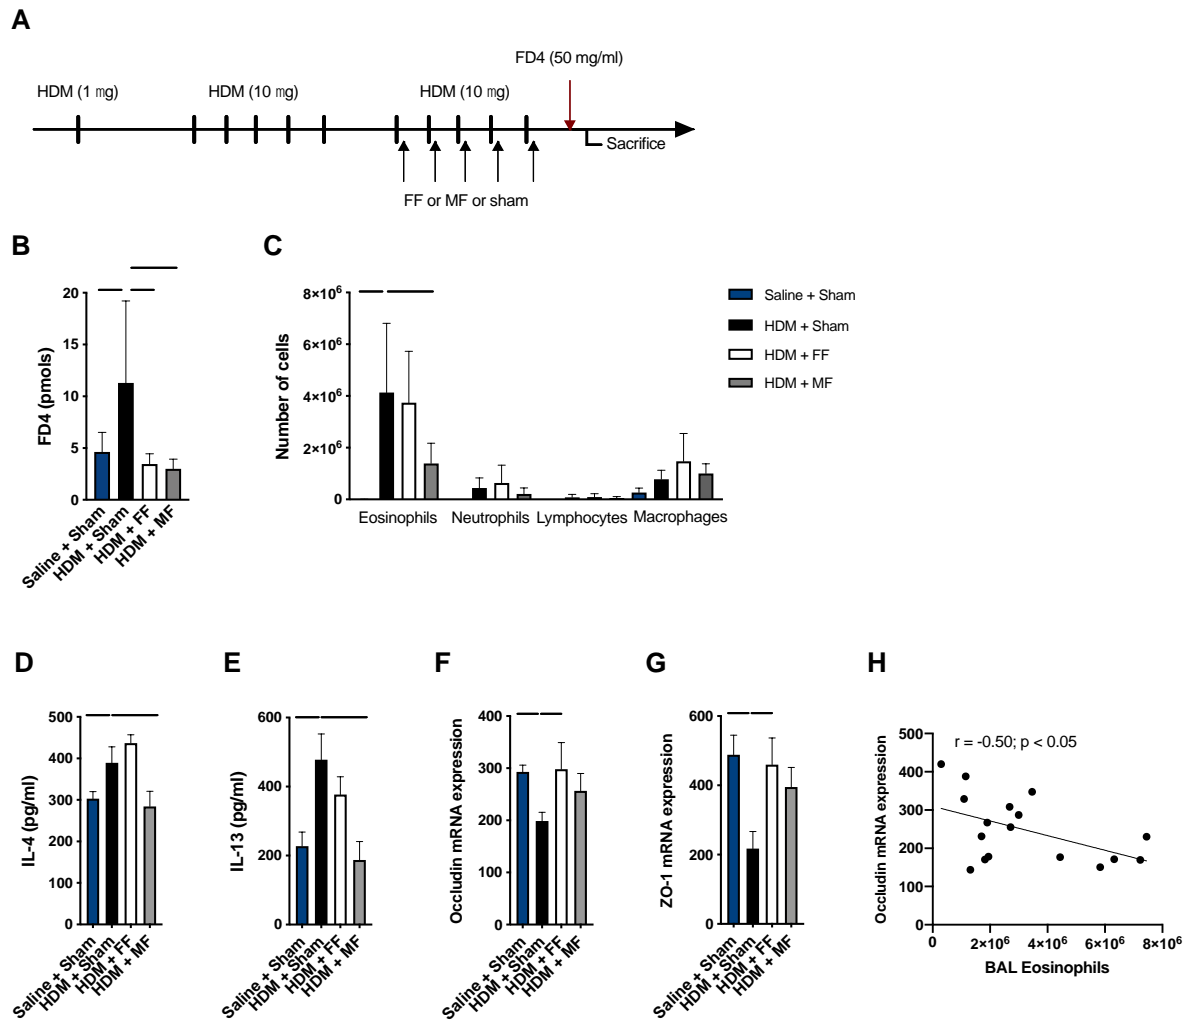 A
FD4 (50 mg/ml)
HDM (1 mg)
HDM (10 mg)
HDM (10 mg)
Sacrifice
FF or MF or sham
B
FD4 (pmols)
20
15
10
5
0
Saline + Sham
HDM + Sham
HDM + FF
HDM + MF
C
Number of cells
8×10⁶
6×10⁶
4×10⁶
2×10⁶
0
Eosinophils
Neutrophils
Lymphocytes
Macrophages
Saline + Sham
HDM + Sham
HDM + FF
HDM + MF
D
IL-4 (pg/ml)
500
400
300
200
100
0
Saline + Sham
HDM + Sham
HDM + FF
HDM + MF
E
IL-13 (pg/ml)
600
400
200
0
Saline + Sham
HDM + Sham
HDM + FF
HDM + MF
F
Occludin mRNA expression
400
300
200
100
0
Saline + Sham
HDM + Sham
HDM + FF
HDM + MF
G
ZO-1 mRNA expression
600
400
200
0
Saline + Sham
HDM + Sham
HDM + FF
HDM + MF
H
Occludin mRNA expression
r = -0.50; p < 0.05
500
400
300
200
100
0
0
2×10⁶
4×10⁶
6×10⁶
8×10⁶
BAL Eosinophils